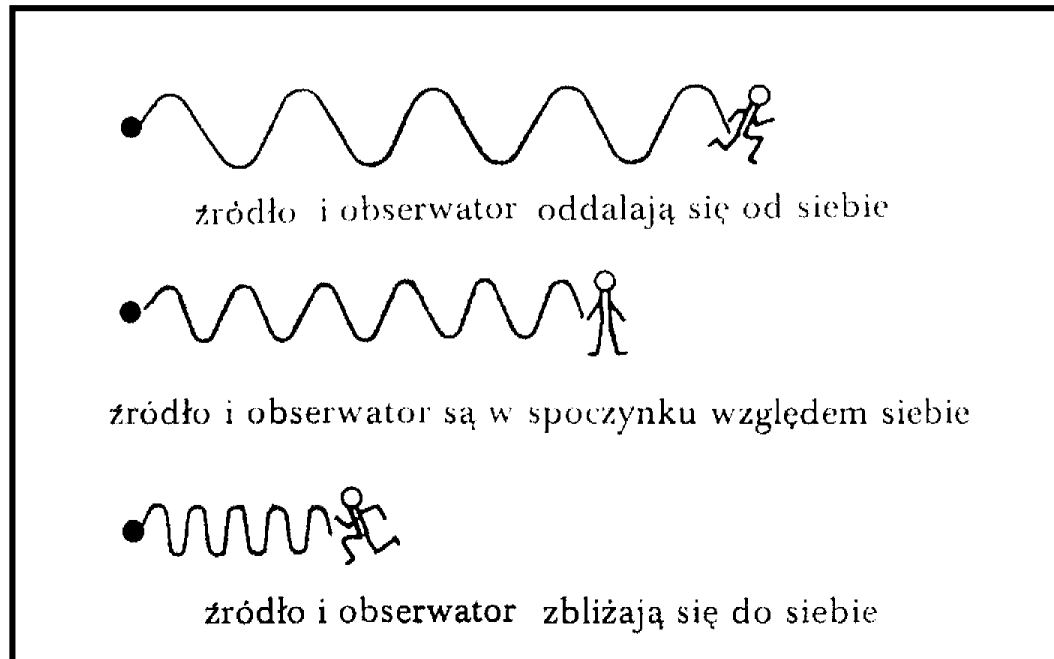 źródło i obserwator oddalają się od siebie
źródło i obserwator są w spoczynku względem siebie
źródło i obserwator zbliżają się do siebie